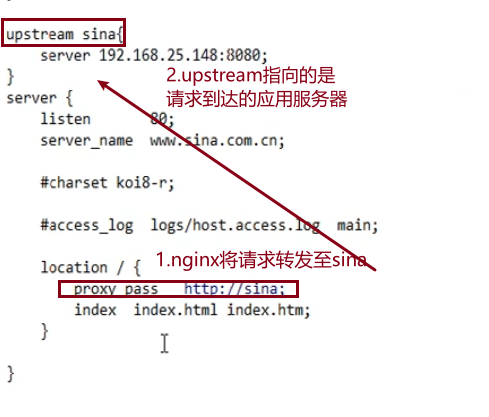 upstream sina{
server 192.168.25.148:8080;
}
2.upstream指向的是
请求到达的应用服务器
server {
listen 80;
server_name www.sina.com.cn;
#charset koi8-r;
#access_log logs/host.access.log main;
1.nginx将请求转发至sina
location / {
proxy_pass http://sina;
index index.html index.htm;
}
}